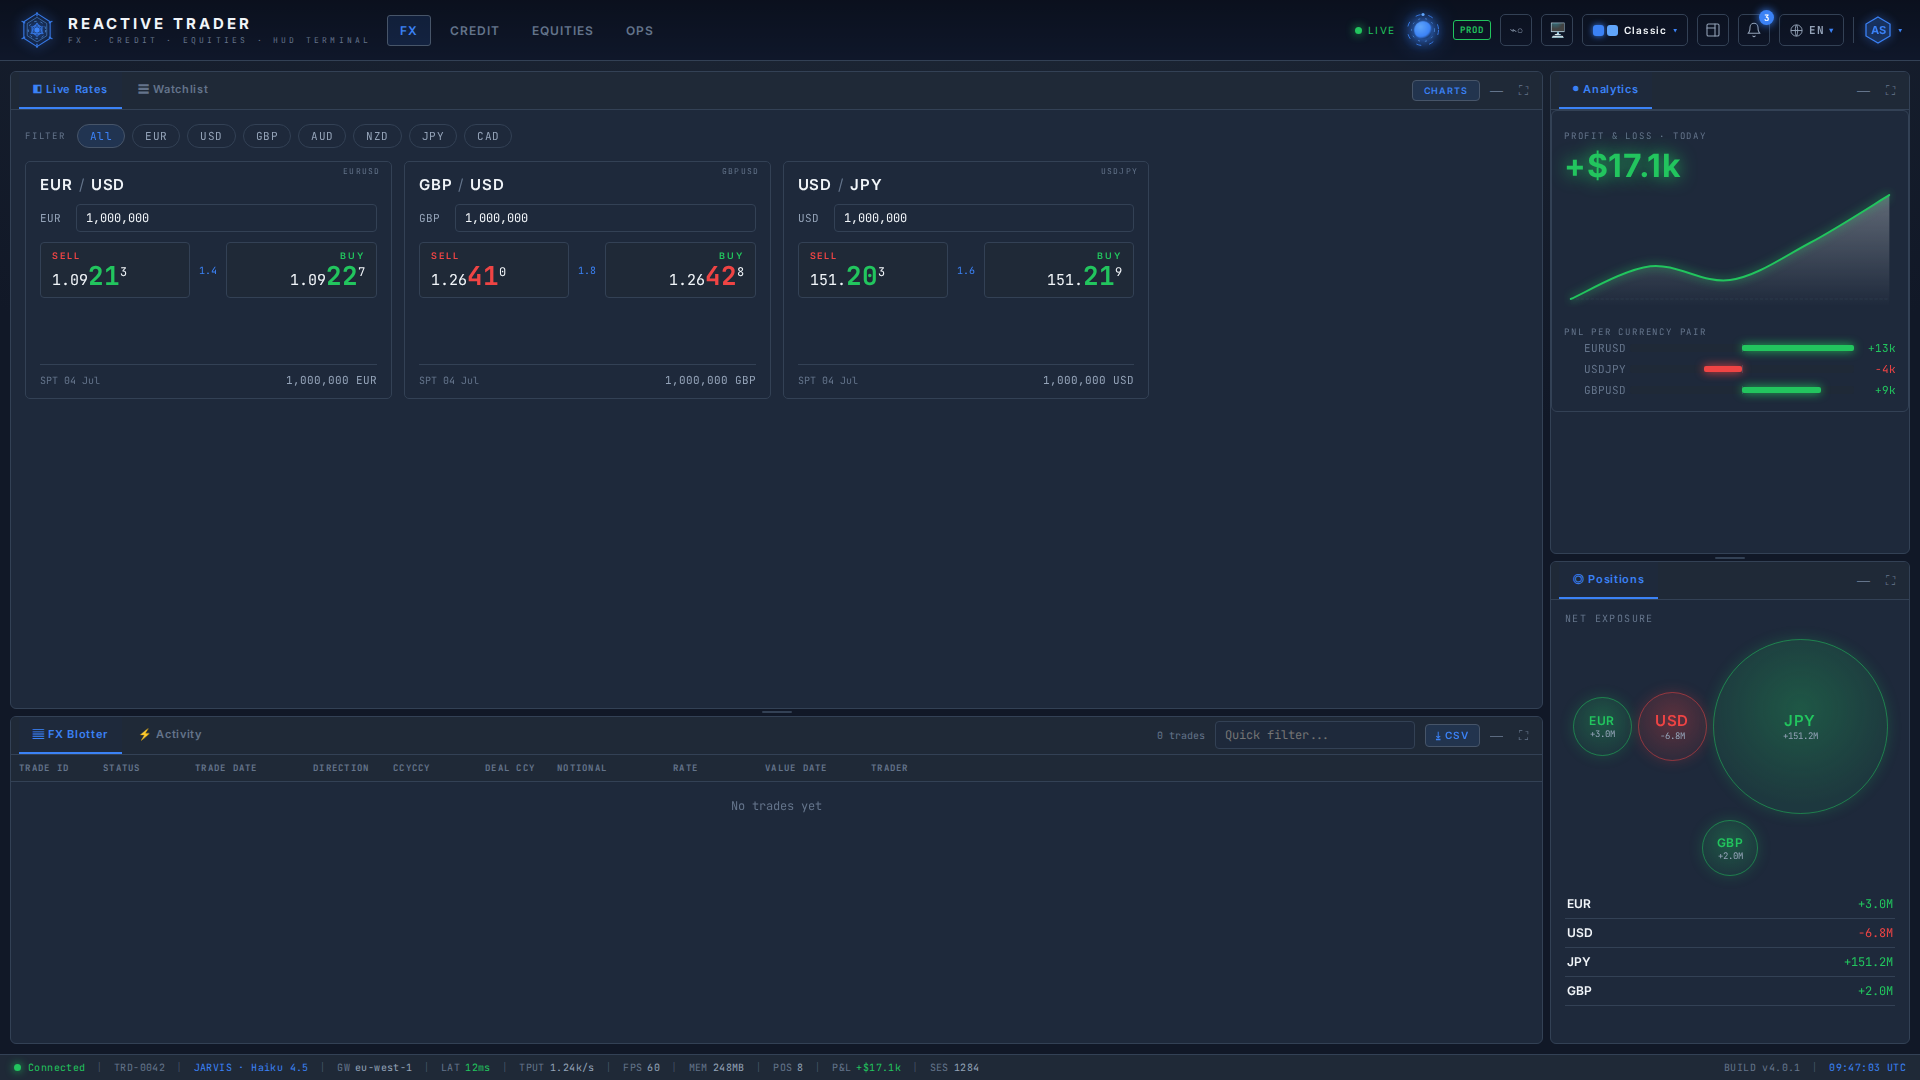 REACTIVE TRADER
FX · CREDIT · EQUITIES · HUD TERMINAL
FX CREDIT EQUITIES OPS
LIVE PROD Classic 3 EN AS
Live Rates Watchlist CHARTS
FILTER All EUR USD GBP AUD NZD JPY CAD
EURUSD
EUR / USD
EUR 1,000,000
SELL BUY
1.09213 1.4 1.09227
SPT 04 Jul 1,000,000 EUR
GBPUSD
GBP / USD
GBP 1,000,000
SELL BUY
1.26410 1.8 1.26428
SPT 04 Jul 1,000,000 GBP
USDJPY
USD / JPY
USD 1,000,000
SELL BUY
151.203 1.6 151.219
SPT 04 Jul 1,000,000 USD
FX Blotter Activity 0 trades Quick filter... CSV
TRADE ID STATUS TRADE DATE DIRECTION CCYCCY DEAL CCY NOTIONAL RATE VALUE DATE TRADER
No trades yet
Analytics
PROFIT & LOSS · TODAY
+$17.1k
PNL PER CURRENCY PAIR
EURUSD +13k
USDJPY -4k
GBPUSD +9k
Positions
NET EXPOSURE
EUR
+3.0M
USD
-6.8M
JPY
+151.2M
GBP
+2.0M
EUR +3.0M
USD -6.8M
JPY +151.2M
GBP +2.0M
Connected TRD-0042 JARVIS · Haiku 4.5 GW eu-west-1 LAT 12ms TPUT 1.24k/s FPS 60 MEM 248MB POS 8 P&L +$17.1k SES 1284 BUILD v4.0.1 09:47:03 UTC